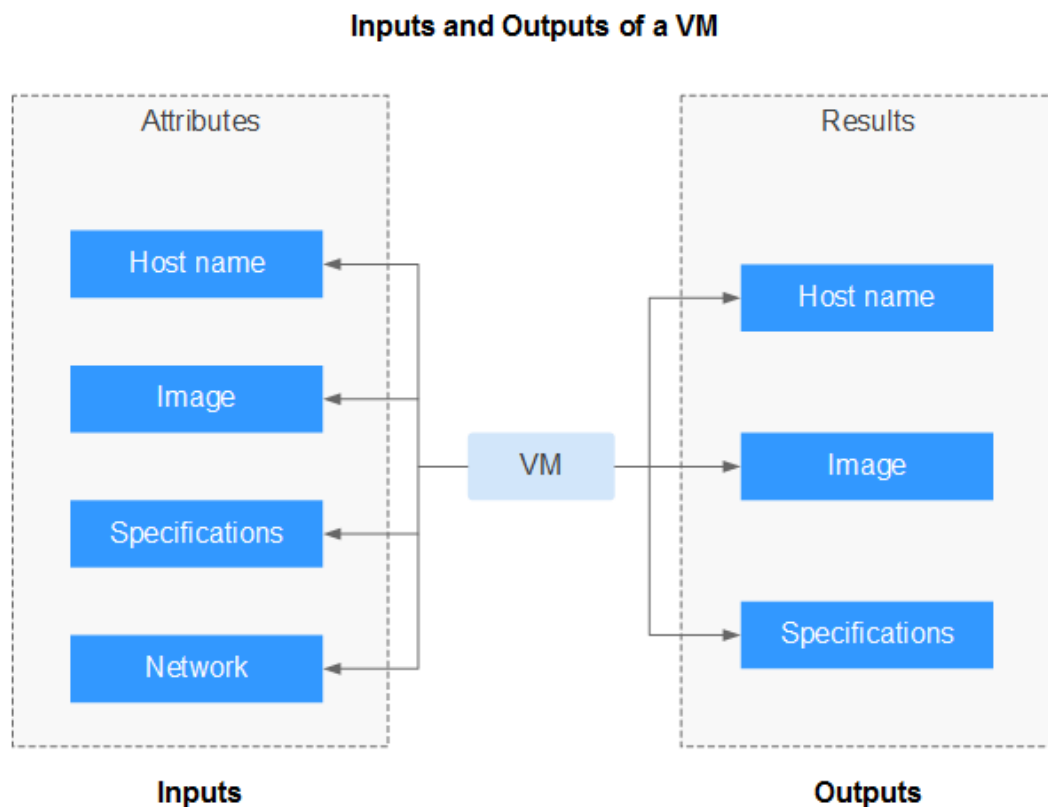 Inputs and Outputs of a VM
Attributes
Host name
Image
Specifications
Network
Inputs
VM
Results
Host name
Image
Specifications
Outputs